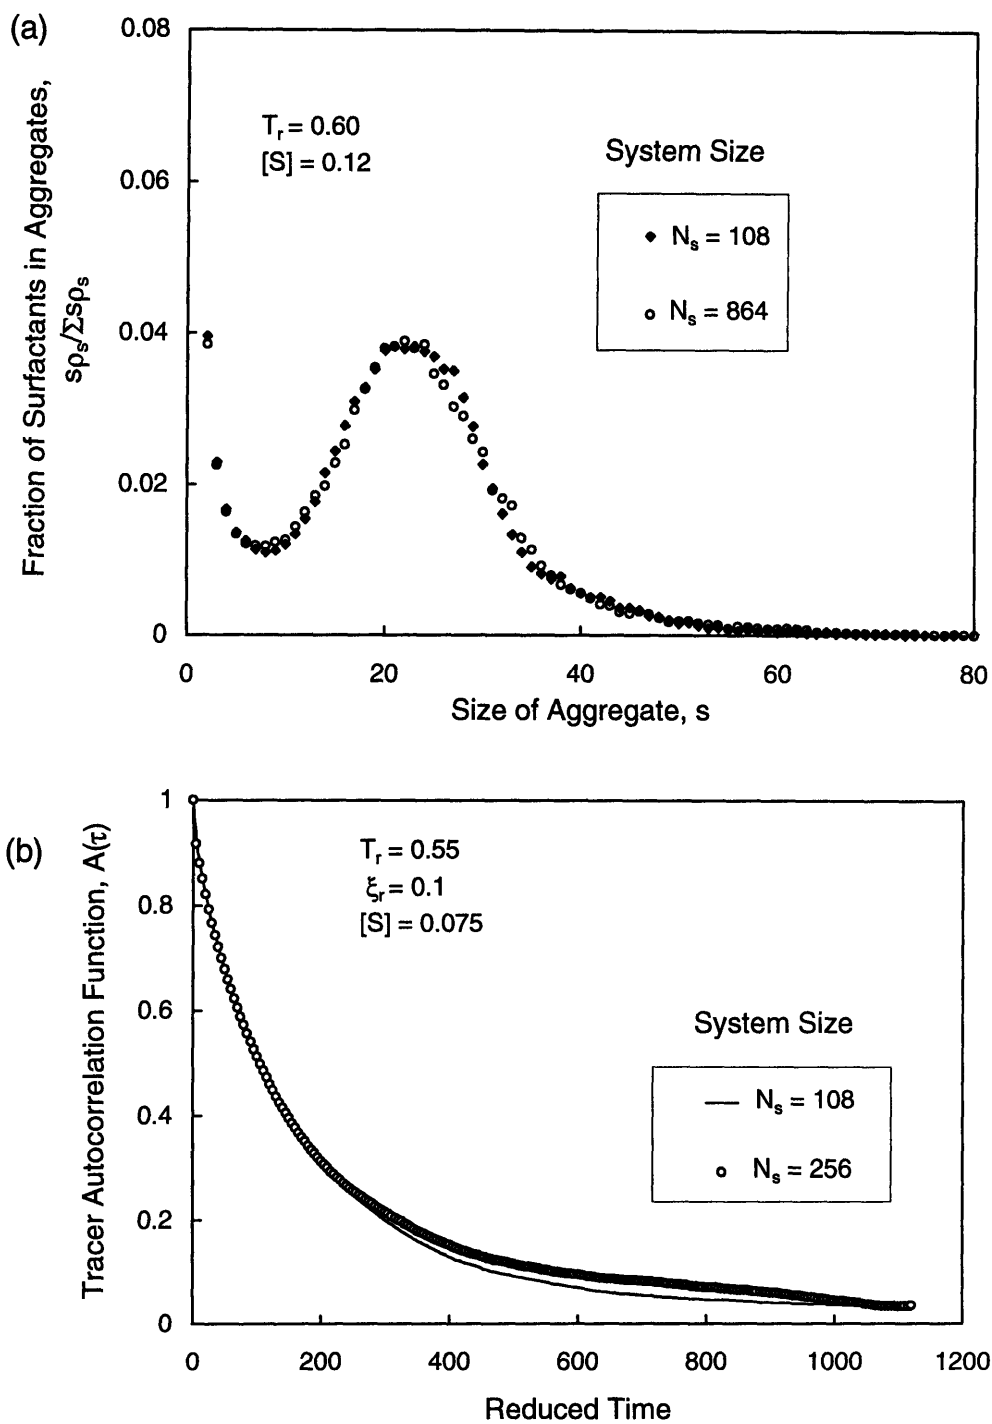 (a)
0.08
0.06
0.04
0.02
0
Fraction of Surfactants in Aggregates,
sρₛ/Σsρₛ
Tᵣ = 0.60
[S] = 0.12
System Size
Nₛ = 108
Nₛ = 864
0 20 40 60 80
Size of Aggregate, s
(b)
1
0.8
0.6
0.4
0.2
0
Tracer Autocorrelation Function, A(τ)
Tᵣ = 0.55
ξᵣ = 0.1
[S] = 0.075
System Size
Nₛ = 108
Nₛ = 256
0 200 400 600 800 1000 1200
Reduced Time